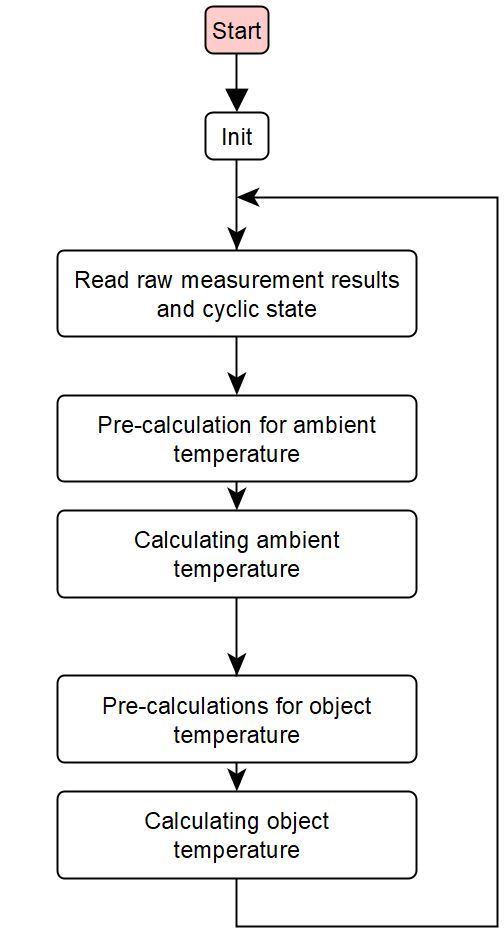 Start
Init
Read raw measurement results
and cyclic state
Pre-calculation for ambient
temperature
Calculating ambient
temperature
Pre-calculations for object
temperature
Calculating object
temperature